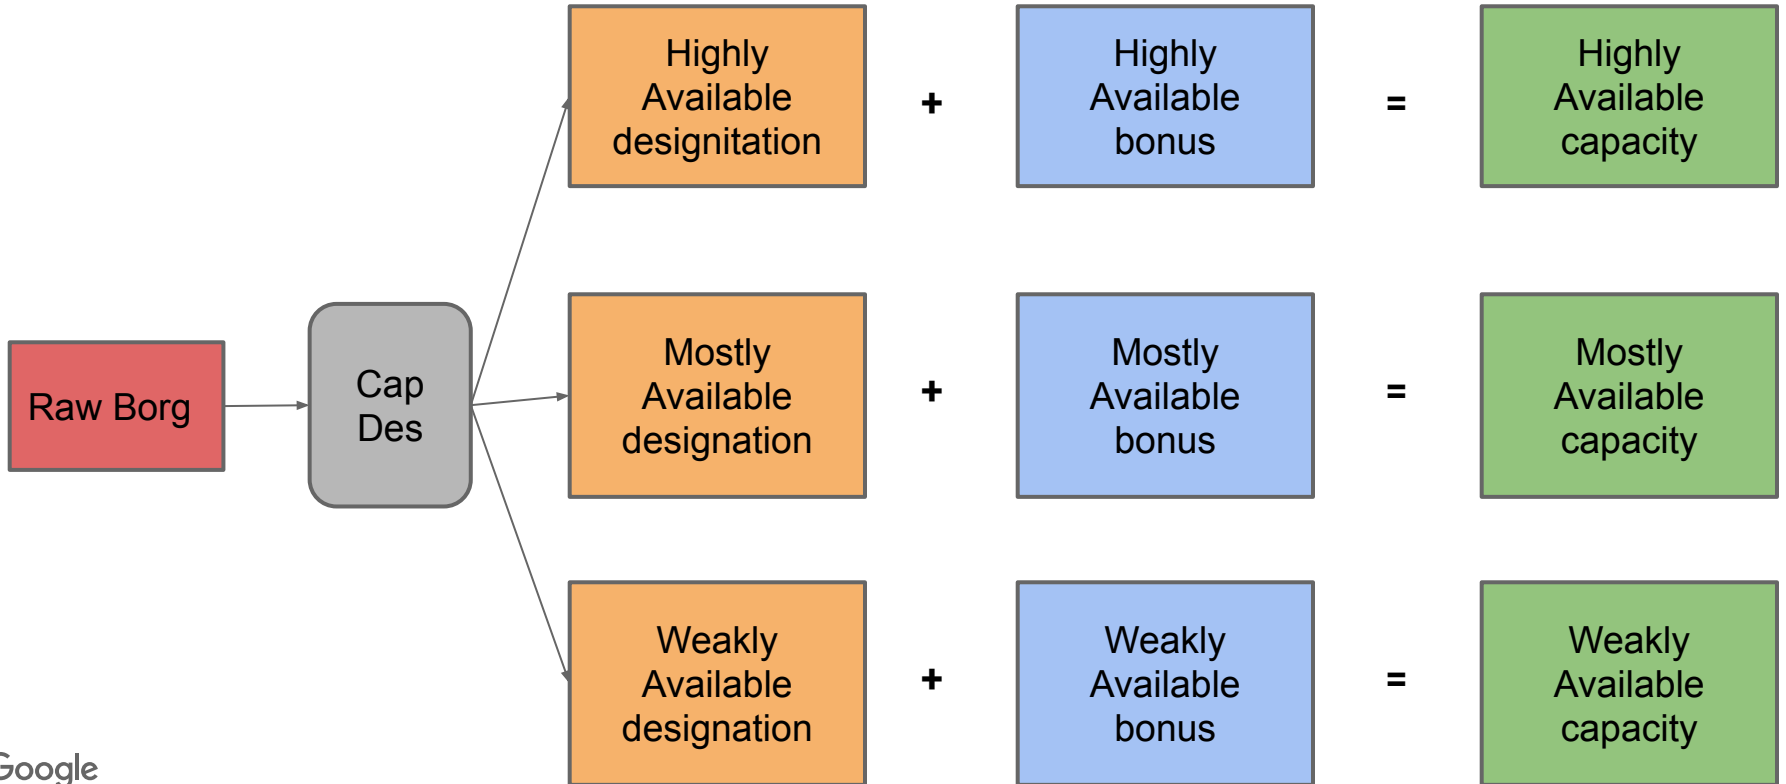 Highly
Available
designitation
+
Highly
Available
bonus
=
Highly
Available
capacity
Raw Borg
Cap
Des
Mostly
Available
designation
+
Mostly
Available
bonus
=
Mostly
Available
capacity
Weakly
Available
designation
+
Weakly
Available
bonus
=
Weakly
Available
capacity
Google